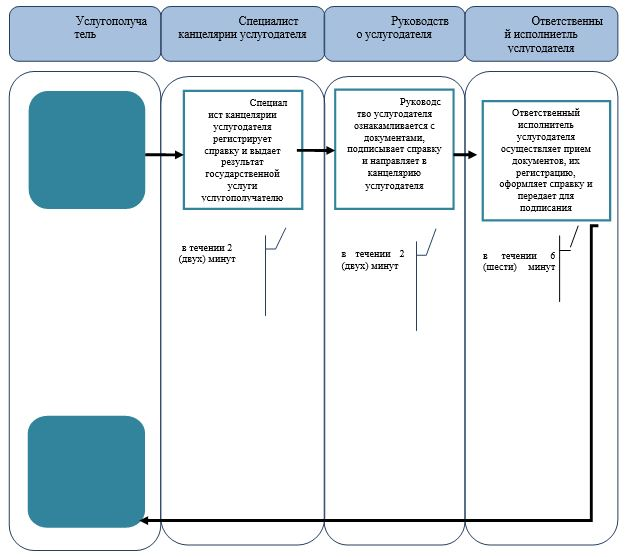 Услугополуча
тель
Специалист
канцелярии услугодателя
Руководств
о услугодателя
Ответственны
й исполниетль
услугодателя
Специал
ист канцелярии
услугодателя
регистрирует
справку и выдает
результат
государственной
услуги
услугополучателю
Руководс
тво услугодателя
ознакамливается с
документами,
подписывает справку
и направляет в
канцелярию
услугодателя
Ответственный
исполнитель
услугодателя
осуществляет прием
документов, их
регистрацию,
оформляет справку и
передает для
подписания
в течении 2
(двух) минут
в течении 2
(двух) минут
в течении 6
(шести) минут